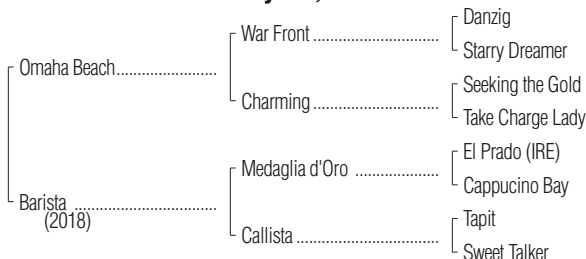 Danzig
War Front
Starry Dreamer
Omaha Beach
Seeking the Gold
Charming
Take Charge Lady
El Prado (IRE)
Medaglia d'Oro
Cappucino Bay
Barista
(2018)
Tapit
Callista
Sweet Talker